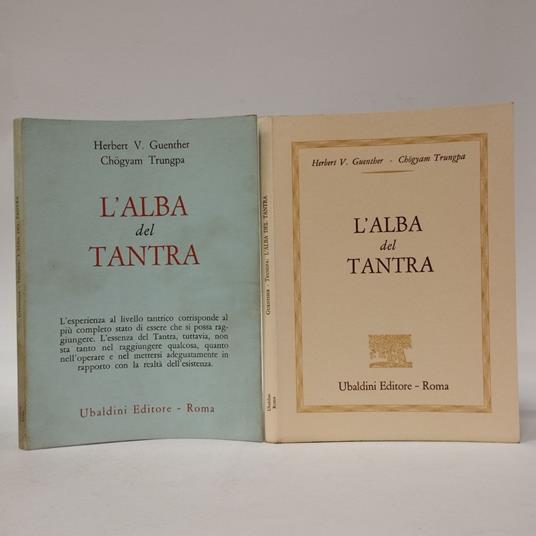 Herbert V. Guenther
Chögyam Trungpa
L'ALBA
del
TANTRA
L'esperienza al livello tantrico corrisponde al
più completo stato di essere che si possa rag-
giungere. L'essenza del Tantra, tuttavia, non
sta tanto nel raggiungere qualcosa, quanto
nell'operare e nel mettersi adeguatamente in
rapporto con la realtà dell'esistenza.
Ubaldini Editore - Roma
Guenther - Trungpa: L'ALBA DEL TANTRA
Ubaldini
Roma
Herbert V. Guenther - Chögyam Trungpa
L'ALBA
del
TANTRA
Ubaldini Editore - Roma